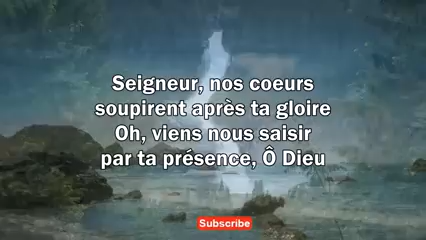 Seigneur, nos coeurs
soupirent après ta gloire
Oh, viens nous saisir
par ta présence, Ô Dieu
Subscribe